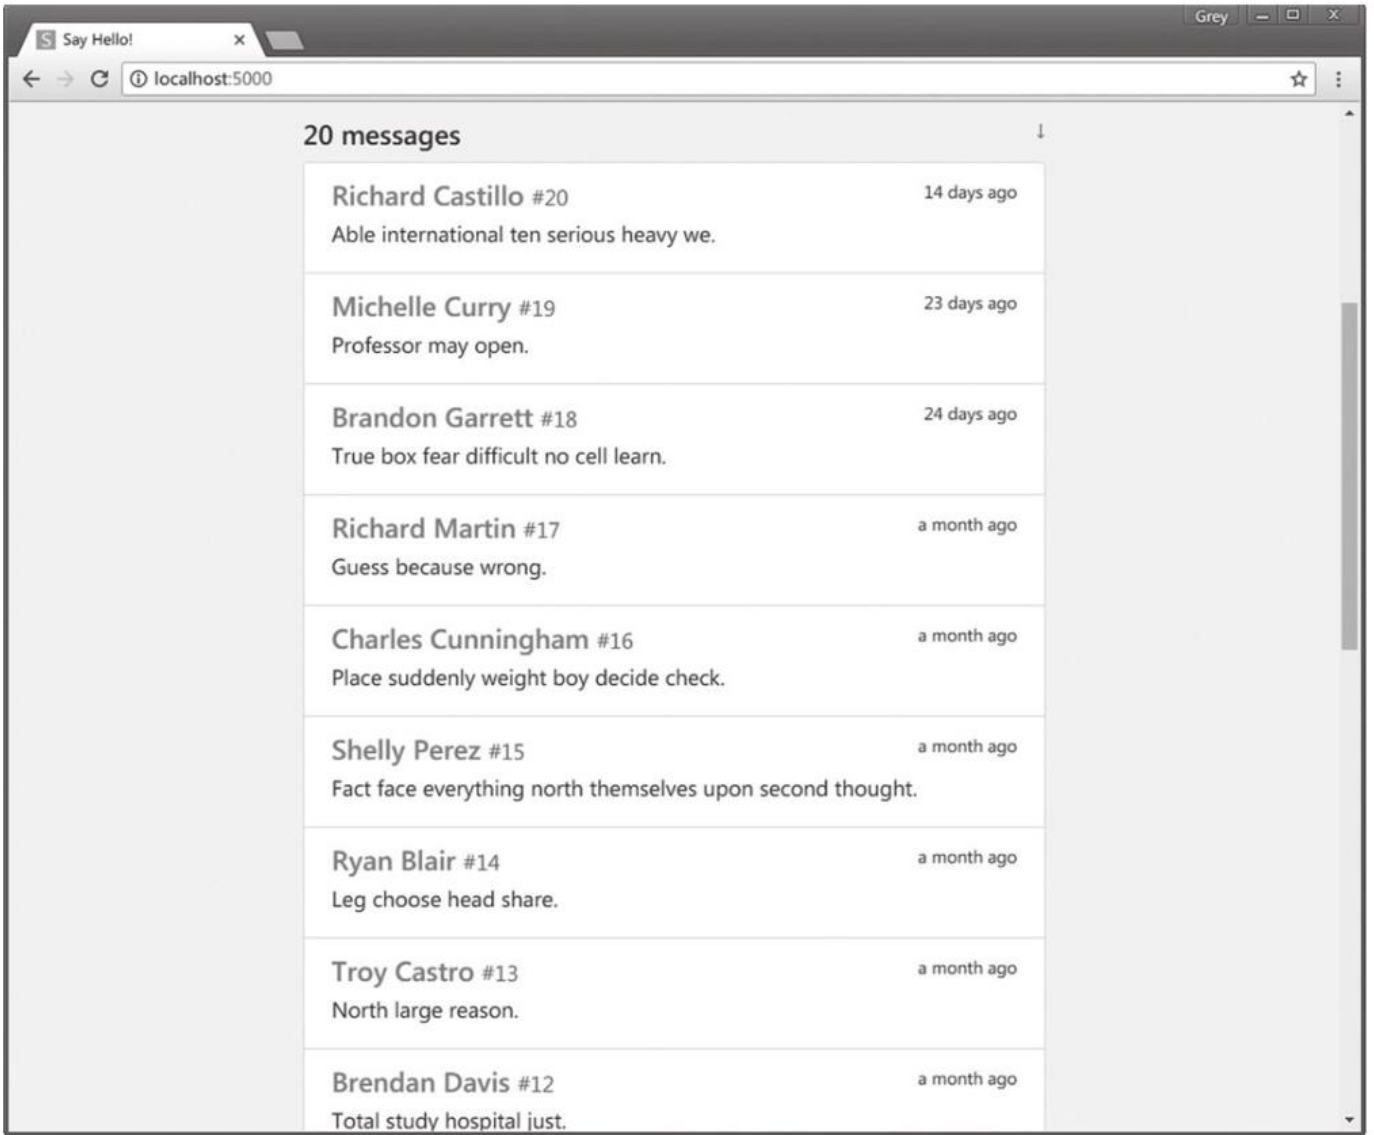 Grey
Say Hello!
localhost:5000
20 messages ↓
Richard Castillo #20 14 days ago
Able international ten serious heavy we.
Michelle Curry #19 23 days ago
Professor may open.
Brandon Garrett #18 24 days ago
True box fear difficult no cell learn.
Richard Martin #17 a month ago
Guess because wrong.
Charles Cunningham #16 a month ago
Place suddenly weight boy decide check.
Shelly Perez #15 a month ago
Fact face everything north themselves upon second thought.
Ryan Blair #14 a month ago
Leg choose head share.
Troy Castro #13 a month ago
North large reason.
Brendan Davis #12 a month ago
Total study hospital just.